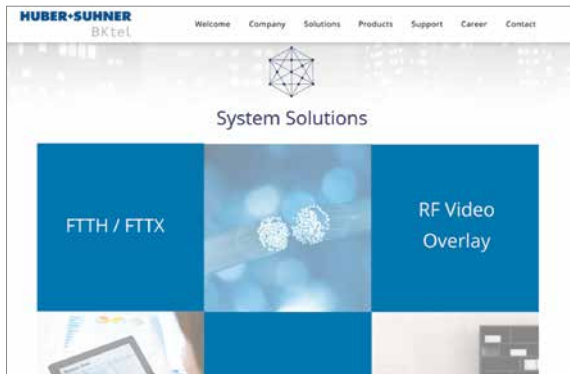 HUBER+SUHNER
BKtel
Welcome Company Solutions Products Support Career Contact
System Solutions
FTTH / FTTX
RF Video
Overlay